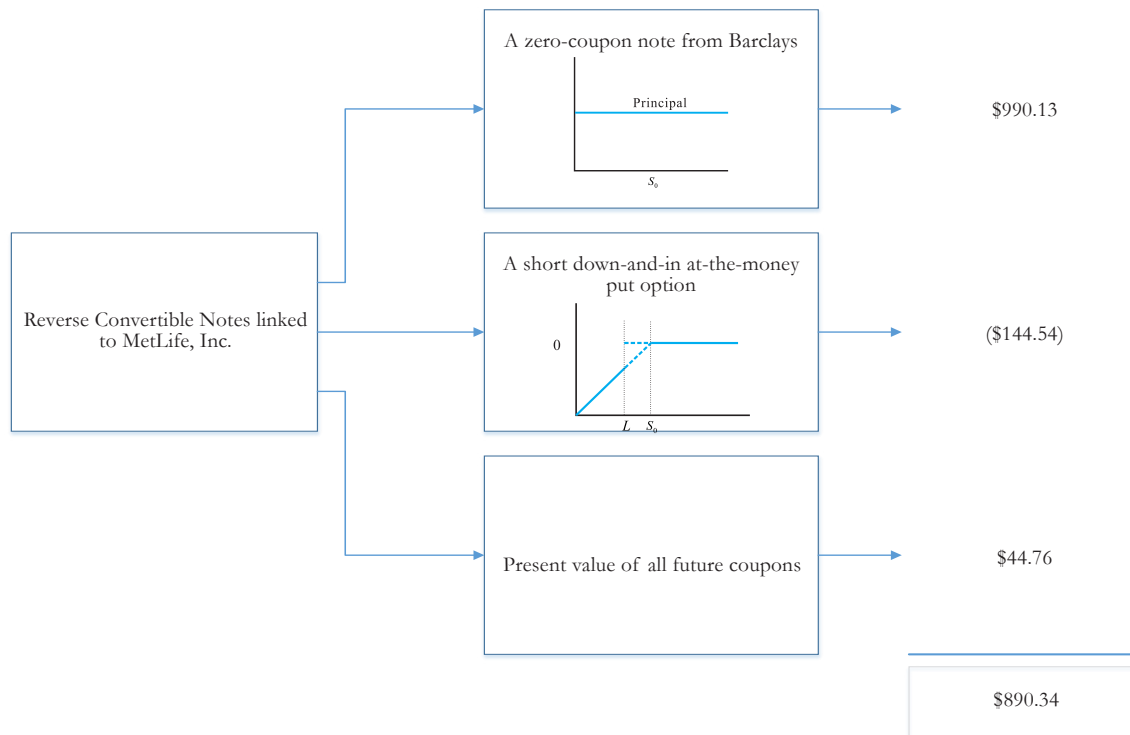 A zero-coupon note from Barclays
Principal
S₀
$990.13
Reverse Convertible Notes linked
to MetLife, Inc.
A short down-and-in at-the-money
put option
0
L S₀
($144.54)
Present value of all future coupons
$44.76
$890.34